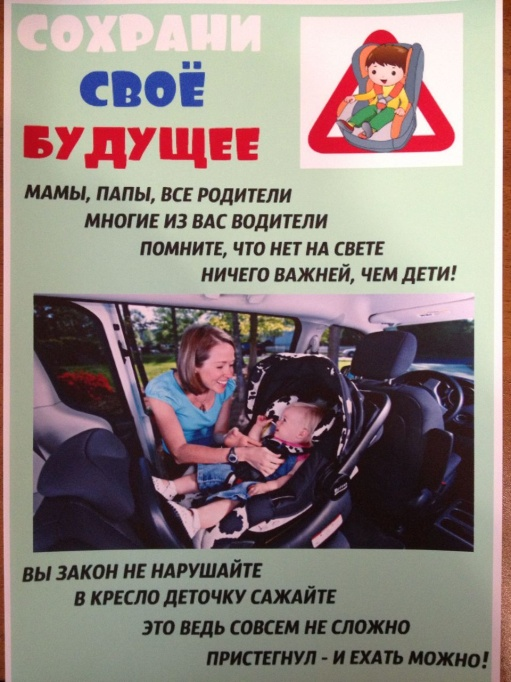 СОХРАНИ
СВОЁ
БУДУЩЕЕ
МАМЫ, ПАПЫ, ВСЕ РОДИТЕЛИ
МНОГИЕ ИЗ ВАС ВОДИТЕЛИ
ПОМНИТЕ, ЧТО НЕТ НА СВЕТЕ
НИЧЕГО ВАЖНЕЙ, ЧЕМ ДЕТИ!
ВЫ ЗАКОН НЕ НАРУШАЙТЕ
В КРЕСЛО ДЕТОЧКУ САЖАЙТЕ
ЭТО ВЕДЬ СОВСЕМ НЕ СЛОЖНО
ПРИСТЕГНУЛ - И ЕХАТЬ МОЖНО!